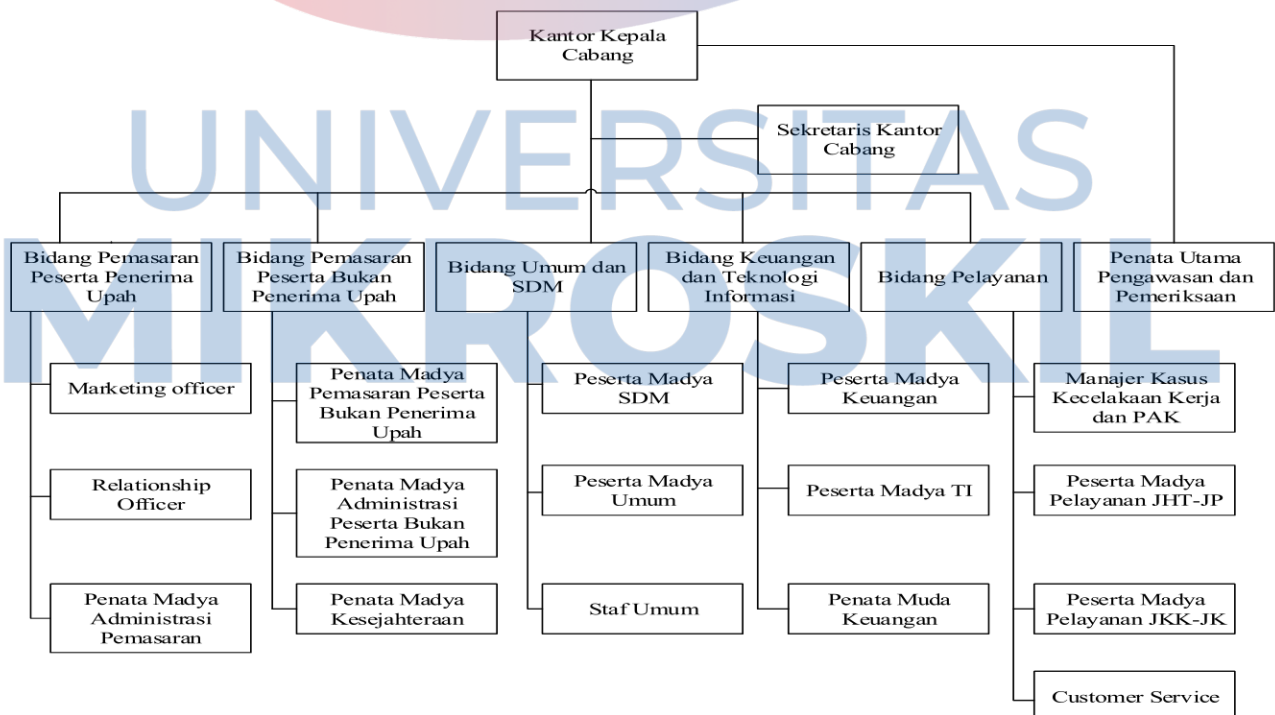 Kantor Kepala
Cabang
Sekretaris Kantor
Cabang
UNIVERSITAS
MIKROSKIL
Bidang Pemasaran
Peserta Penerima
Upah
Bidang Pemasaran
Peserta Bukan
Penerima Upah
Bidang Umum dan
SDM
Bidang Keuangan
dan Teknologi
Informasi
Bidang Pelayanan
Penata Utama
Pengawasan dan
Pemeriksaan
Marketing officer
Penata Madya
Pemasaran Peserta
Bukan Penerima
Upah
Peserta Madya
SDM
Peserta Madya
Keuangan
Manajer Kasus
Kecelakaan Kerja
dan PAK
Relationship
Officer
Penata Madya
Administrasi
Peserta Bukan
Penerima Upah
Peserta Madya
Umum
Peserta Madya TI
Peserta Madya
Pelayanan JHT-JP
Penata Madya
Administrasi
Pemasaran
Penata Madya
Kesejahteraan
Staf Umum
Penata Muda
Keuangan
Peserta Madya
Pelayanan JKK-JK
Customer Service